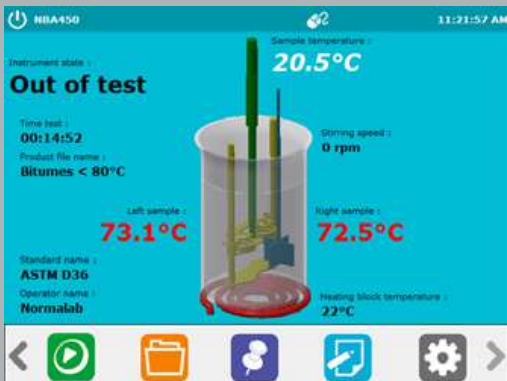 NBA450
11:21:57 AM
Sample temperature :
20.5°C
Instrument state :
Out of test
Time test :
00:14:52
Product file name :
Bitumes < 80°C
Stirring speed :
0 rpm
Left sample :
73.1°C
Right sample :
72.5°C
Standard name :
ASTM D36
Operator name :
Normalab
Heating block temperature :
22°C